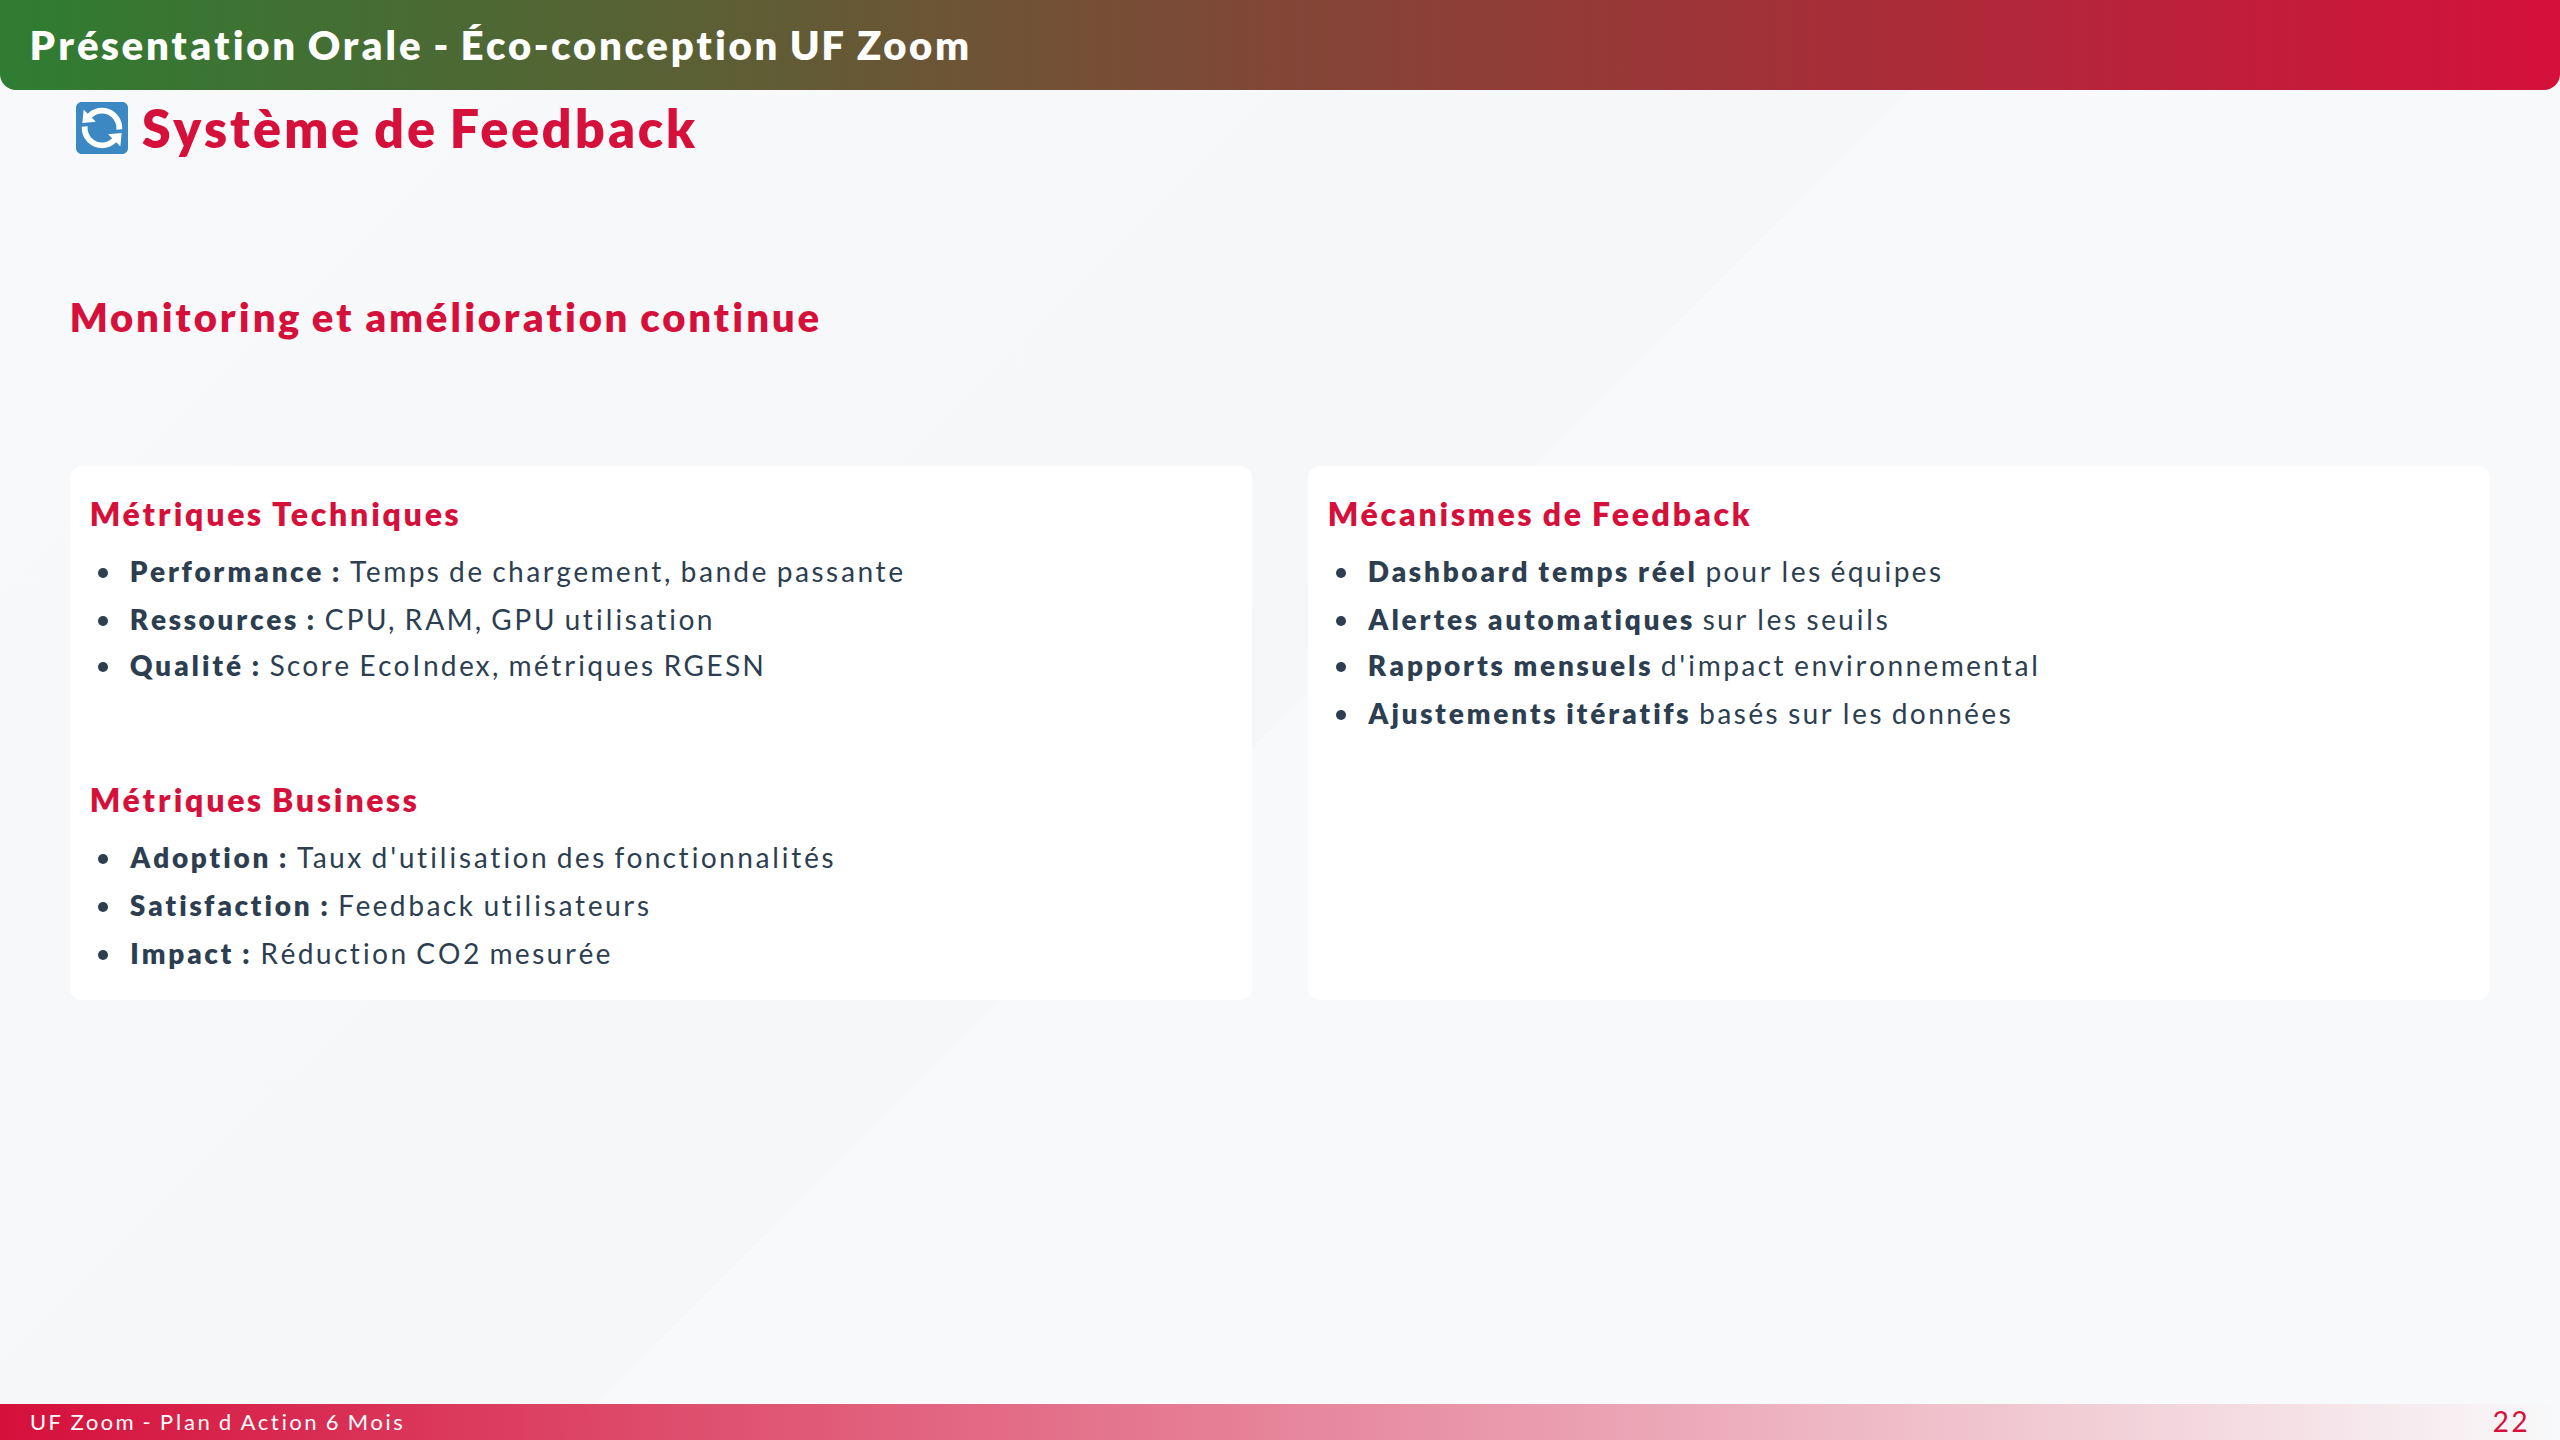 Présentation Orale - Éco-conception UF Zoom
Système de Feedback
Monitoring et amélioration continue
Métriques Techniques
• Performance : Temps de chargement, bande passante
• Ressources : CPU, RAM, GPU utilisation
• Qualité : Score EcoIndex, métriques RGESN
Métriques Business
• Adoption : Taux d'utilisation des fonctionnalités
• Satisfaction : Feedback utilisateurs
• Impact : Réduction CO2 mesurée
Mécanismes de Feedback
• Dashboard temps réel pour les équipes
• Alertes automatiques sur les seuils
• Rapports mensuels d'impact environnemental
• Ajustements itératifs basés sur les données
UF Zoom - Plan d Action 6 Mois
22